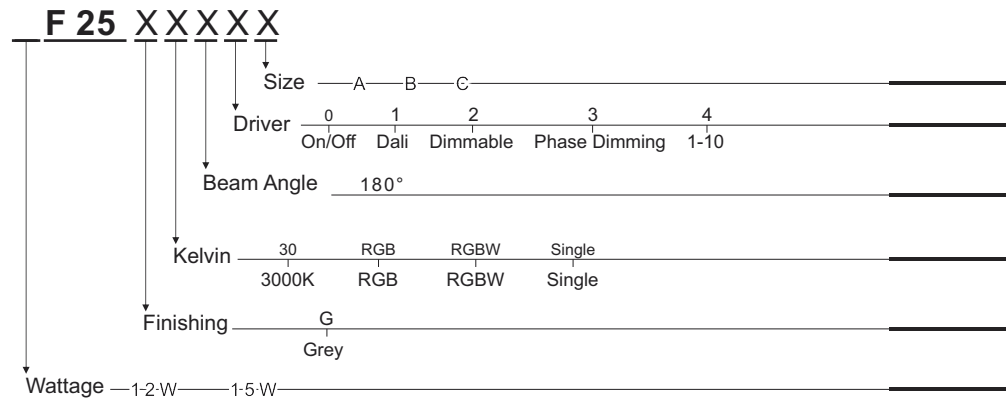 _ F 25 X X X X X
Size A B C
Driver 0 1 2 3 4
On/Off Dali Dimmable Phase Dimming 1-10
Beam Angle 180°
Kelvin 30 RGB RGBW Single
3000K RGB RGBW Single
Finishing G
Grey
Wattage 1-2-W 1-5-W